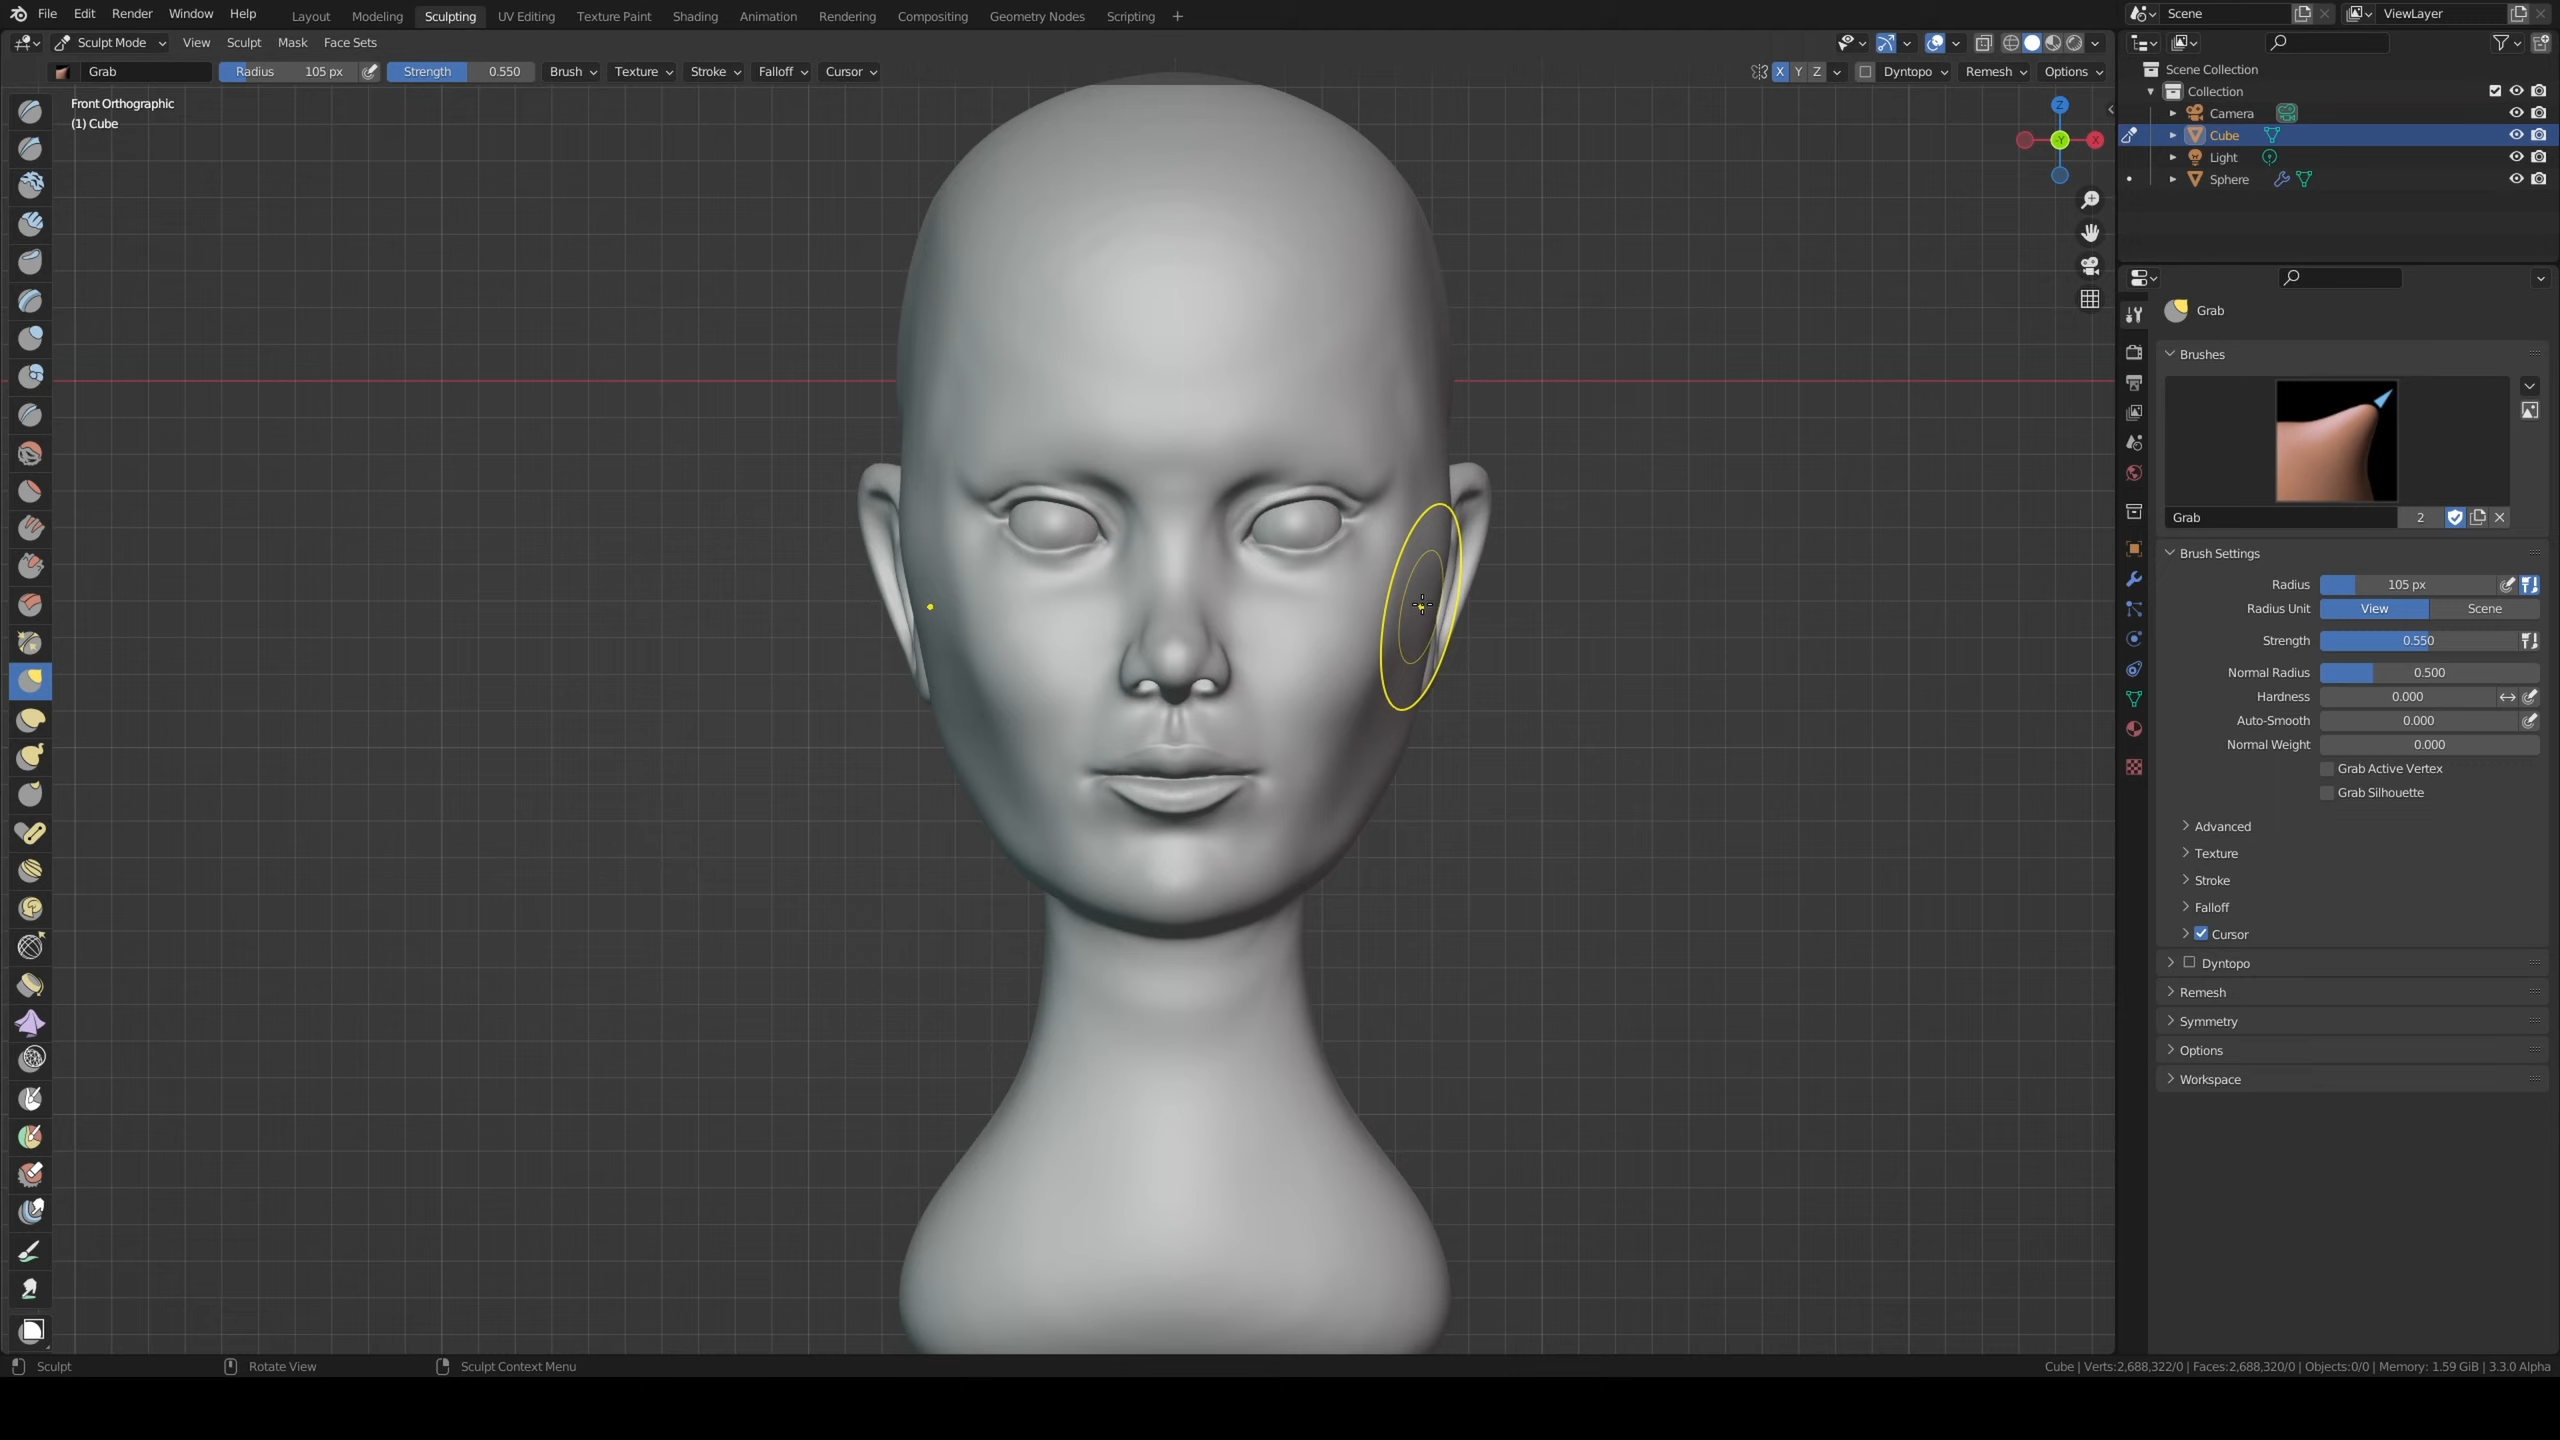 File Edit Render Window Help Layout Modeling Sculpting UV Editing Texture Paint Shading Animation Rendering Compositing Geometry Nodes Scripting + Scene ViewLayer
Sculpt Mode View Sculpt Mask Face Sets
Grab Radius 105 px Strength 0.550 Brush Texture Stroke Falloff Cursor X Y Z Dyntopo Remesh Options
Front Orthographic
(1) Cube
Z
Y
X
Scene Collection
Collection
Camera
Cube
Light
Sphere
Grab
Brushes
Grab 2
Brush Settings
Radius 105 px
Radius Unit View Scene
Strength 0.550
Normal Radius 0.500
Hardness 0.000
Auto-Smooth 0.000
Normal Weight 0.000
Grab Active Vertex
Grab Silhouette
Advanced
Texture
Stroke
Falloff
Cursor
Dyntopo
Remesh
Symmetry
Options
Workspace
Sculpt Rotate View Sculpt Context Menu Cube | Verts:2,688,322/0 | Faces:2,688,320/0 | Objects:0/0 | Memory: 1.59 GiB | 3.3.0 Alpha